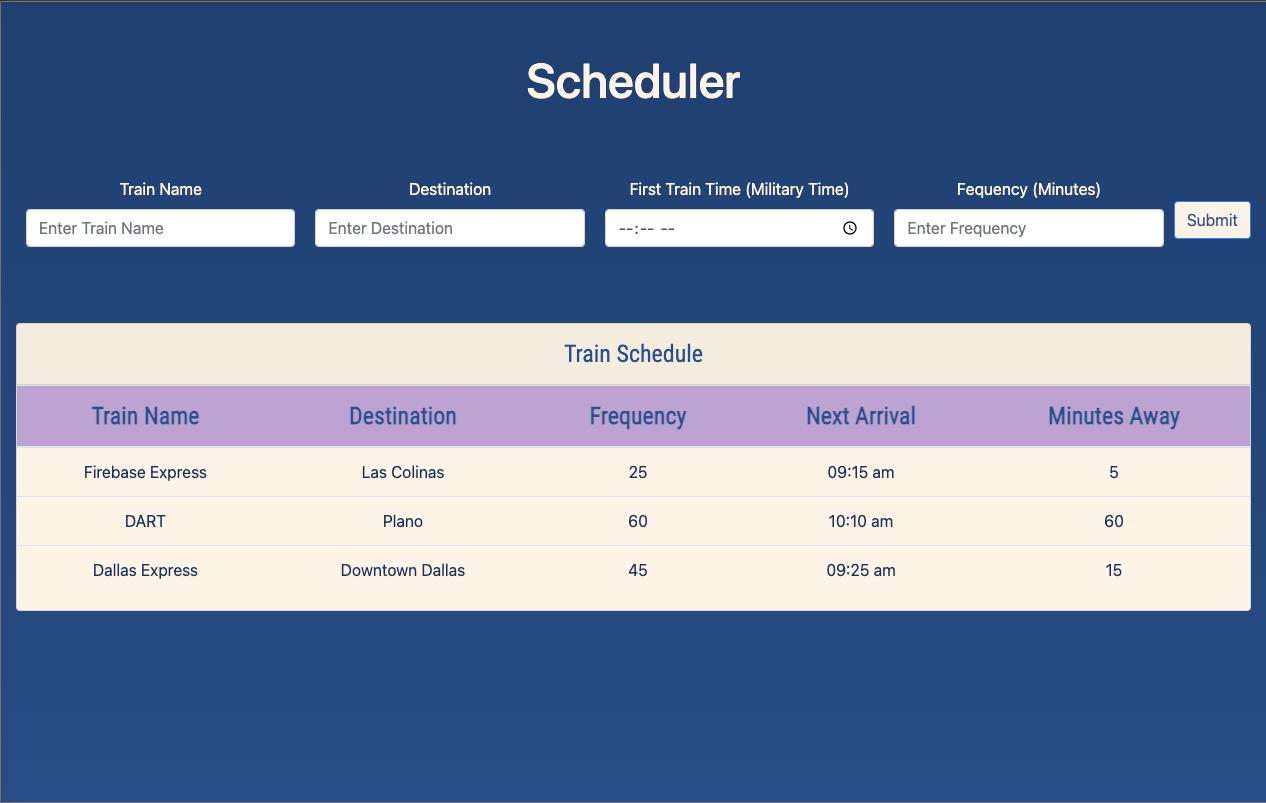 Scheduler
Train Name Destination First Train Time (Military Time) Fequency (Minutes)
Enter Train Name Enter Destination --:-- -- Enter Frequency Submit
Train Schedule
Train Name Destination Frequency Next Arrival Minutes Away
Firebase Express Las Colinas 25 09:15 am 5
DART Plano 60 10:10 am 60
Dallas Express Downtown Dallas 45 09:25 am 15